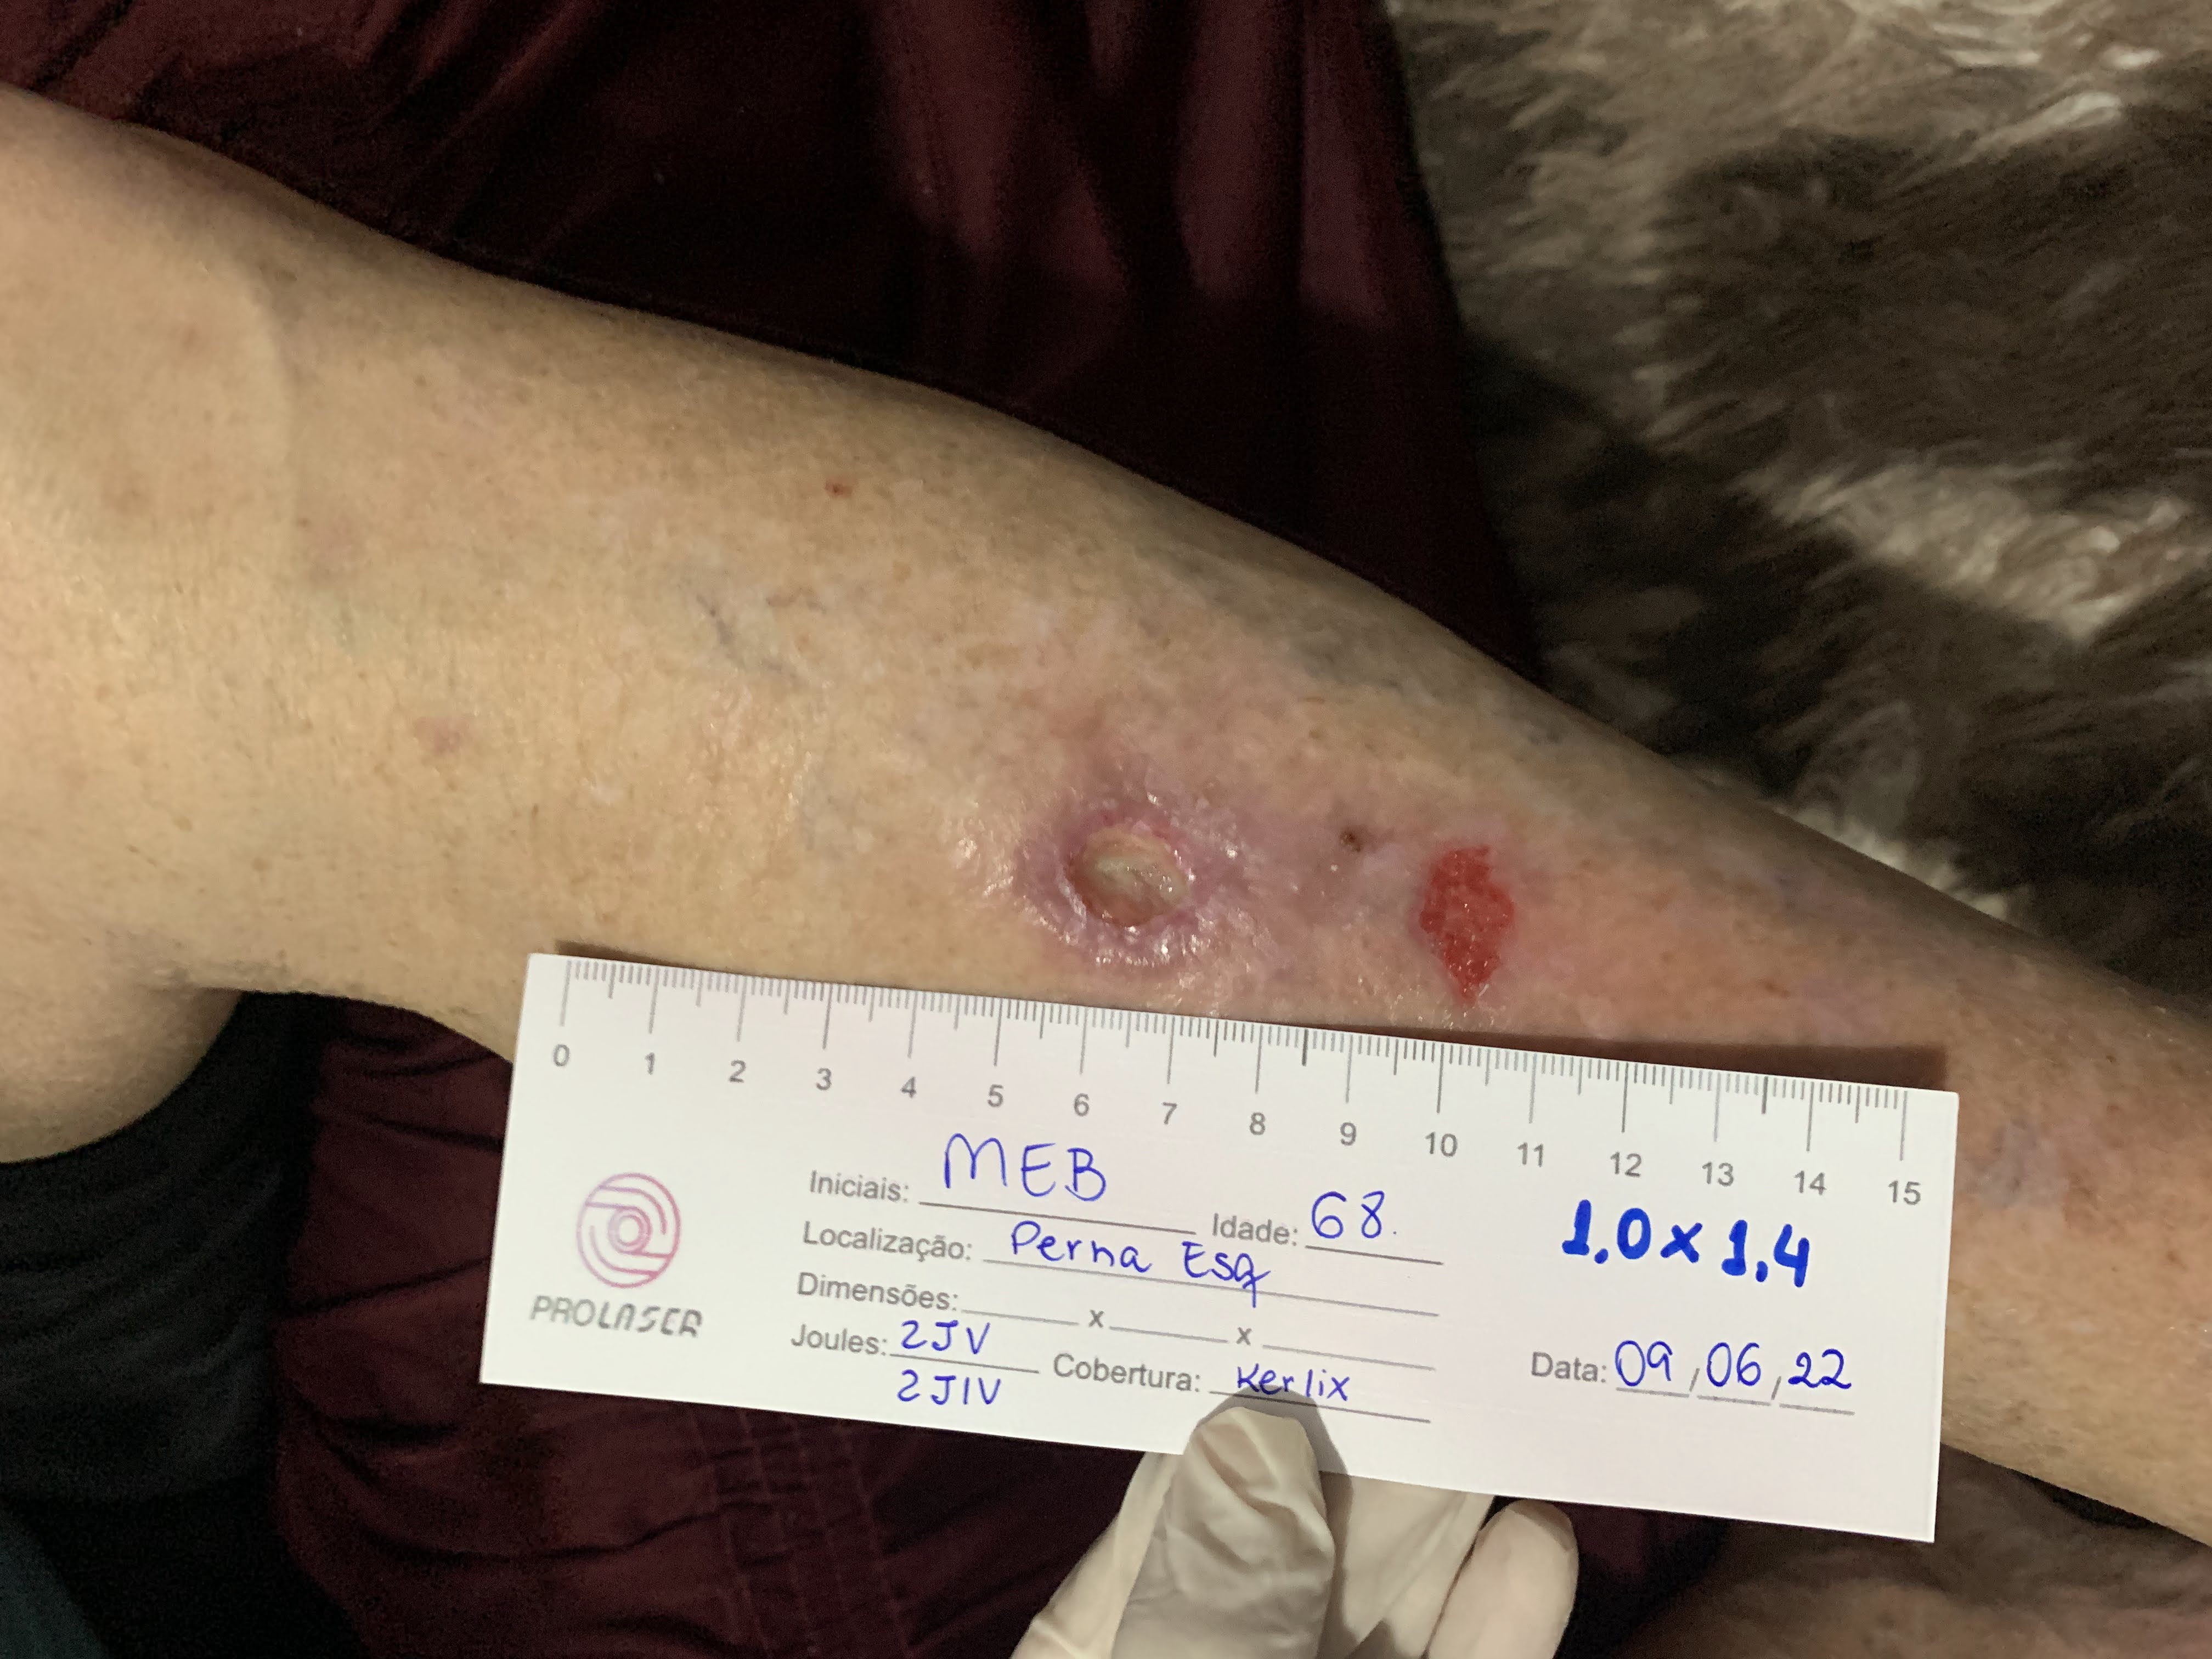 0 1 2 3 4 5 6 7 8 9 10 11 12 13 14 15
Iniciais: MEB Idade: 68.
1.0 x 1.4
Localização: Perna Esq
Dimensões: x x
PROLASER
Joules: 2JV Cobertura: Kerlix Data: 09/06/22
2JIV